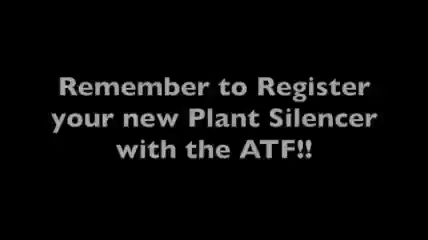 Remember to Register
your new Plant Silencer
with the ATF!!